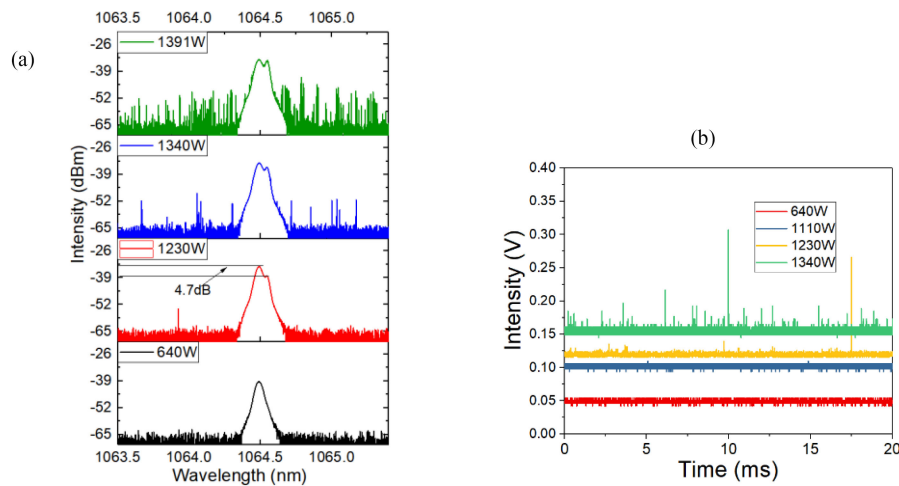 (a)
1063.5 1064.0 1064.5 1065.0
-26
-39
-52
-65
1391W
-26
-39
-52
-65
1340W
-26
-39
-52
-65
1230W
4.7dB
-26
-39
-52
-65
640W
1063.5 1064.0 1064.5 1065.0
Wavelength (nm)
Intensity (dBm)
(b)
0.40
0.35
0.30
0.25
0.20
0.15
0.10
0.05
0.00
640W
1110W
1230W
1340W
0 5 10 15 20
Time (ms)
Intensity (V)